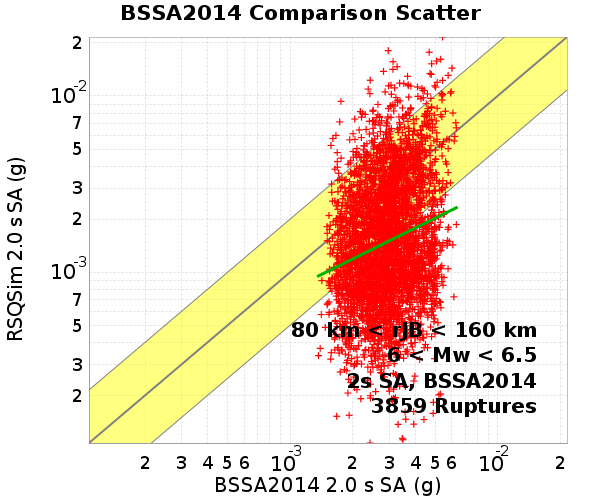 BSSA2014 Comparison Scatter
RSQSim 2.0 s SA (g)
2
10-2
7
5
3
2
10-3
7
5
3
2
80 km < rJB < 160 km
6 < Mw < 6.5
2s SA, BSSA2014
3859 Ruptures
2 3 4 5 6 10-3 2 3 4 5 6 10-2 2
BSSA2014 2.0 s SA (g)